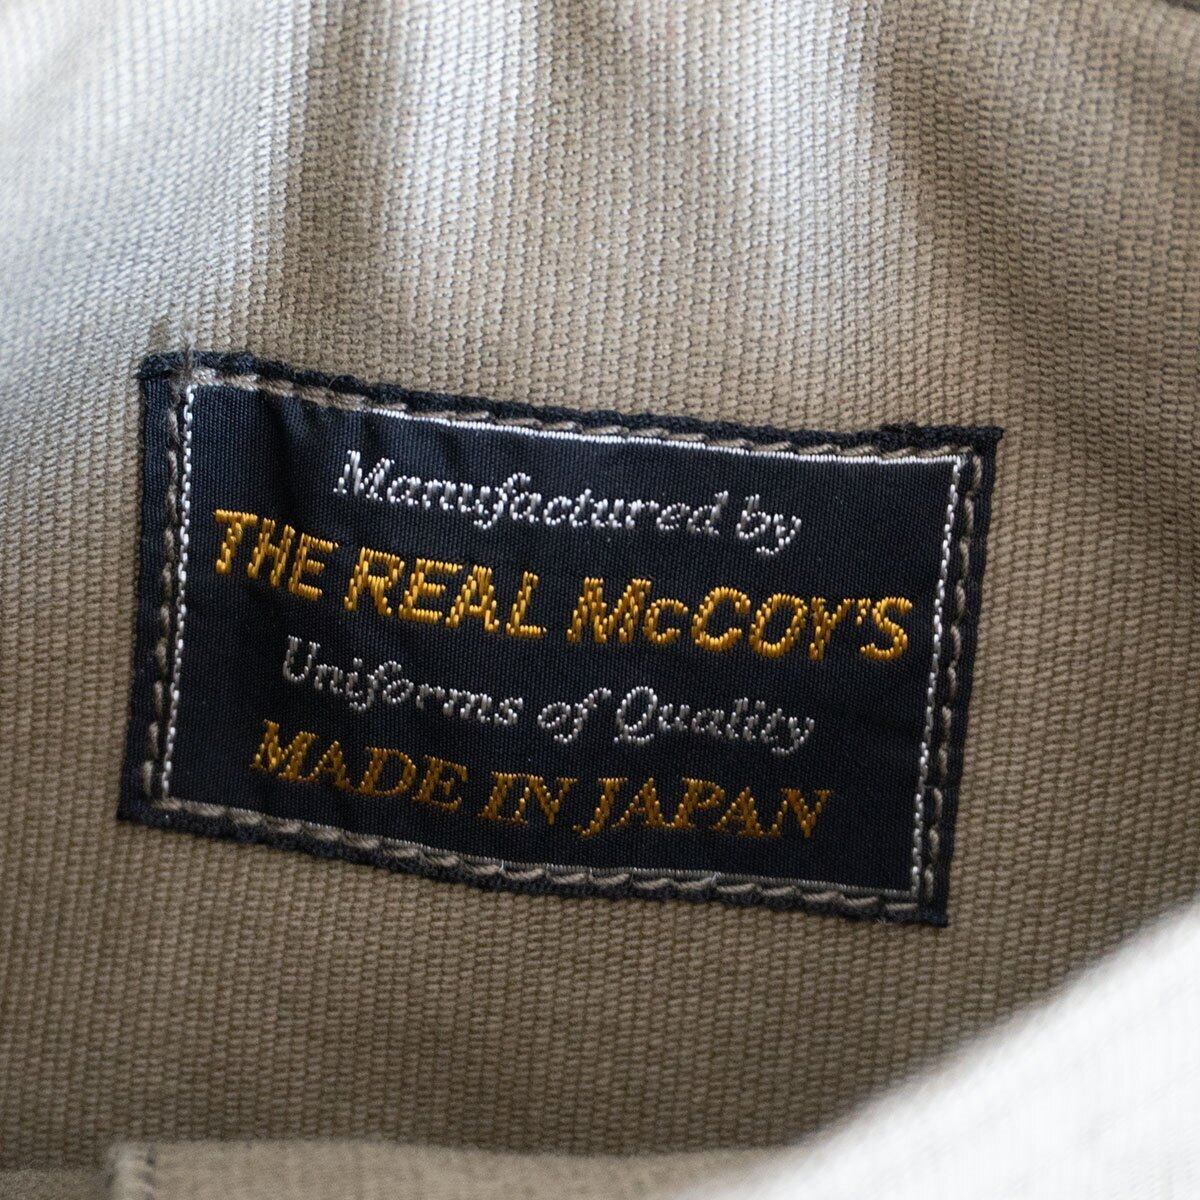 Manufactured by
THE REAL McCOY'S
Uniforms of Quality
MADE IN JAPAN